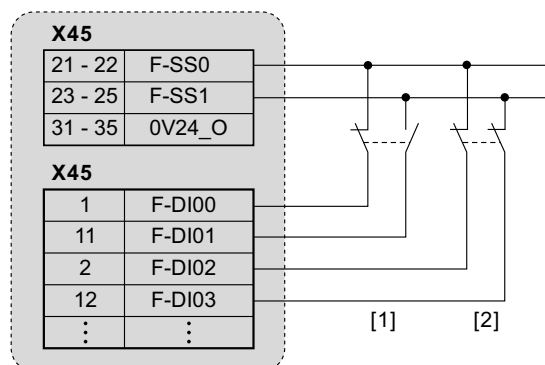 X45
21 - 22 F-SS0
23 - 25 F-SS1
31 - 35 0V24_O
X45
1 F-DI00
11 F-DI01
2 F-DI02
12 F-DI03
⋮ ⋮
[1] [2]